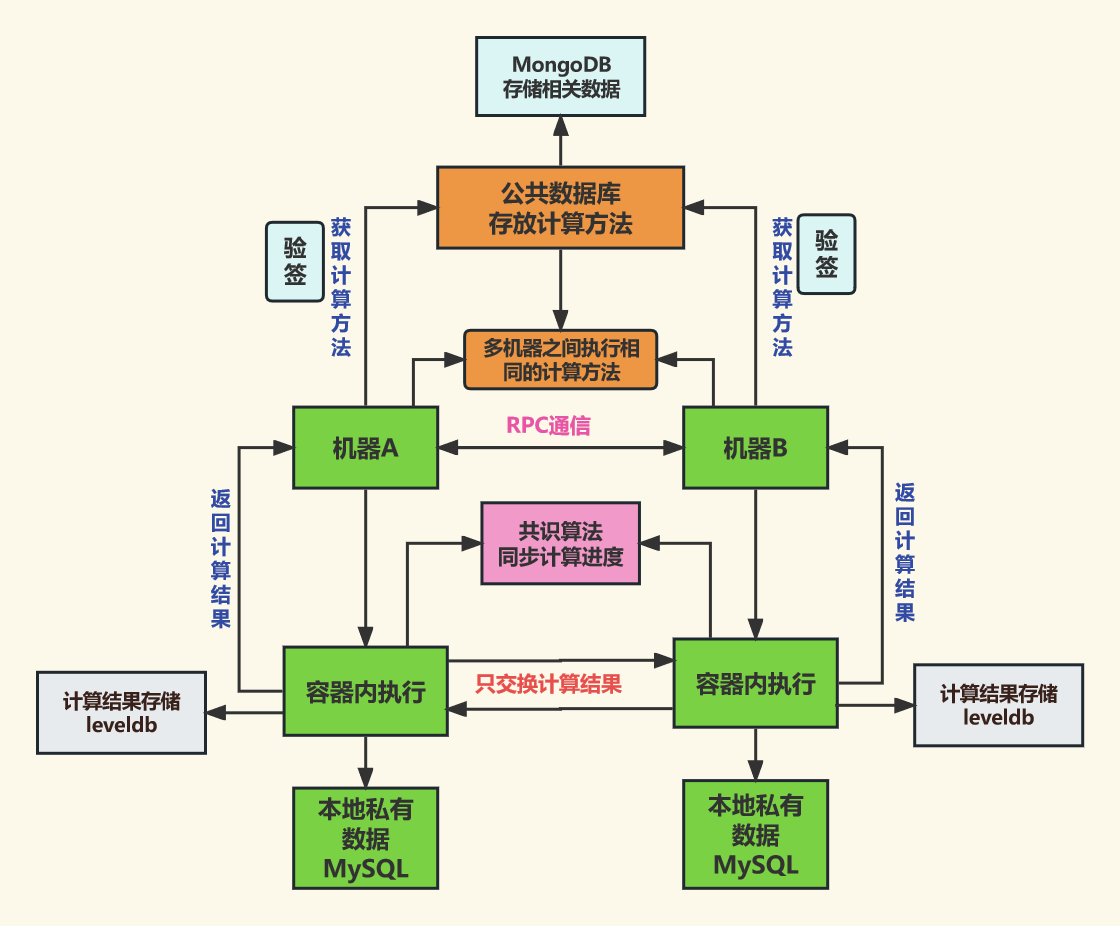 MongoDB
存储相关数据
公共数据库
存放计算方法
验
签
获
取
计
算
方
法
获
取
计
算
方
法
验
签
多机器之间执行相
同的计算方法
机器A
RPC通信
机器B
返
回
计
算
结
果
共识算法
同步计算进度
返
回
计
算
结
果
容器内执行
只交换计算结果
容器内执行
计算结果存储
leveldb
计算结果存储
leveldb
本地私有
数据
MySQL
本地私有
数据
MySQL